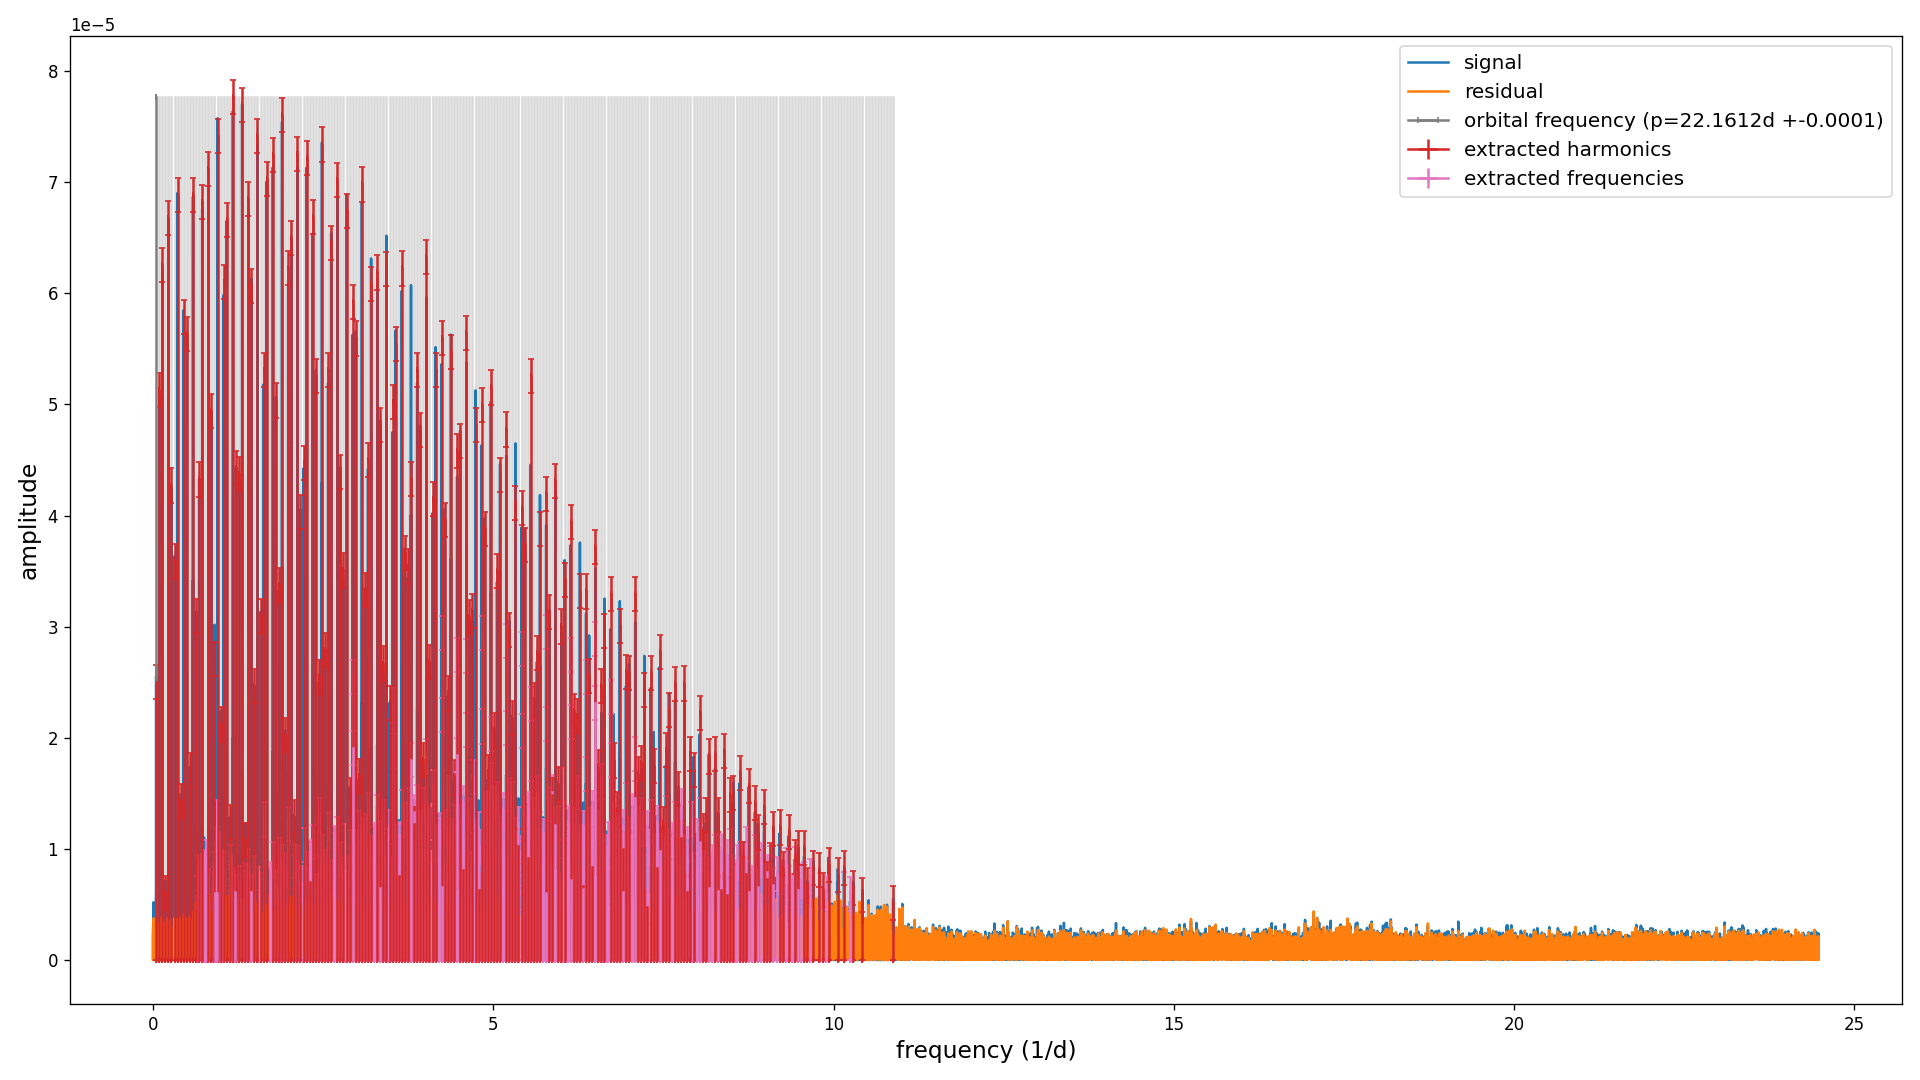 1e−5
8
7
6
5
4
3
2
1
0
amplitude
signal
residual
orbital frequency (p=22.1612d +-0.0001)
extracted harmonics
extracted frequencies
0
5
10
15
20
25
frequency (1/d)